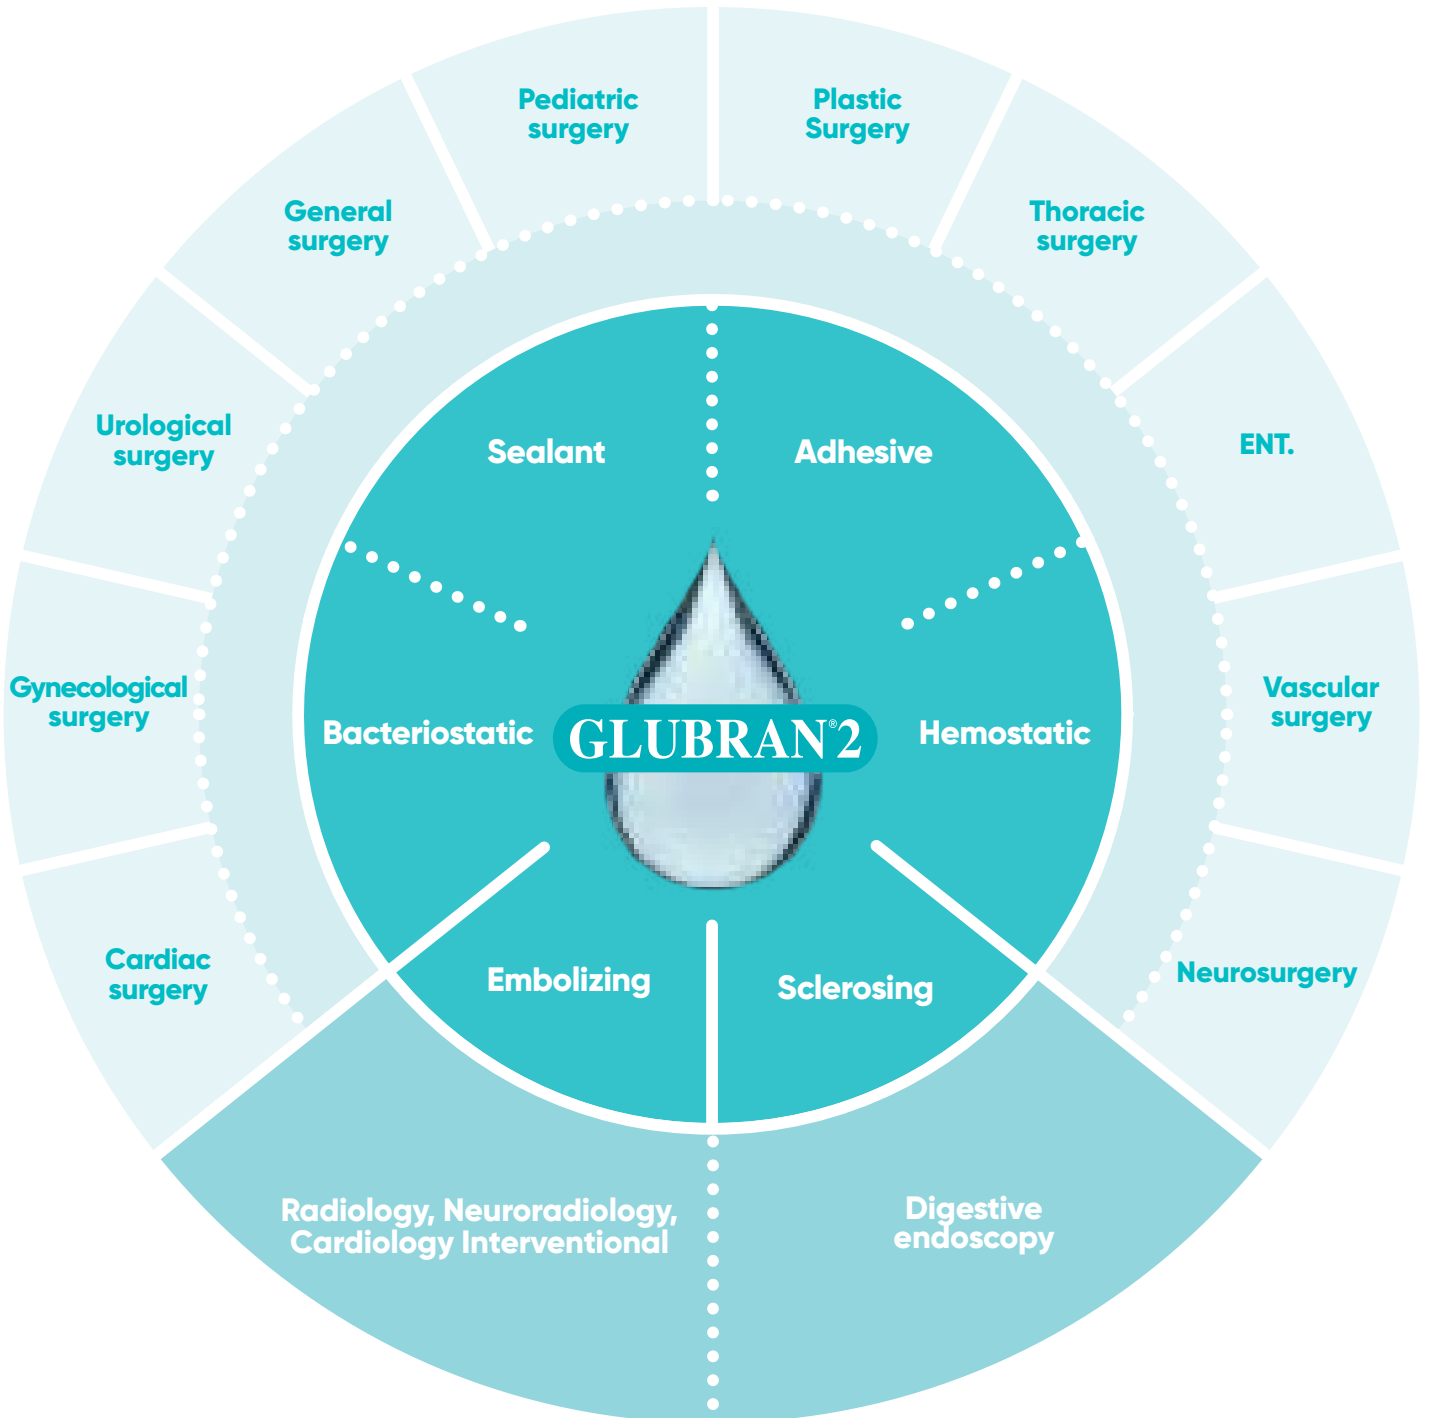 Pediatric
surgery
Plastic
Surgery
General
surgery
Thoracic
surgery
Urological
surgery
ENT.
Sealant
Adhesive
Gynecological
surgery
Vascular
surgery
Bacteriostatic
GLUBRAN®2
Hemostatic
Cardiac
surgery
Neurosurgery
Embolizing
Sclerosing
Radiology, Neuroradiology,
Cardiology Interventional
Digestive
endoscopy